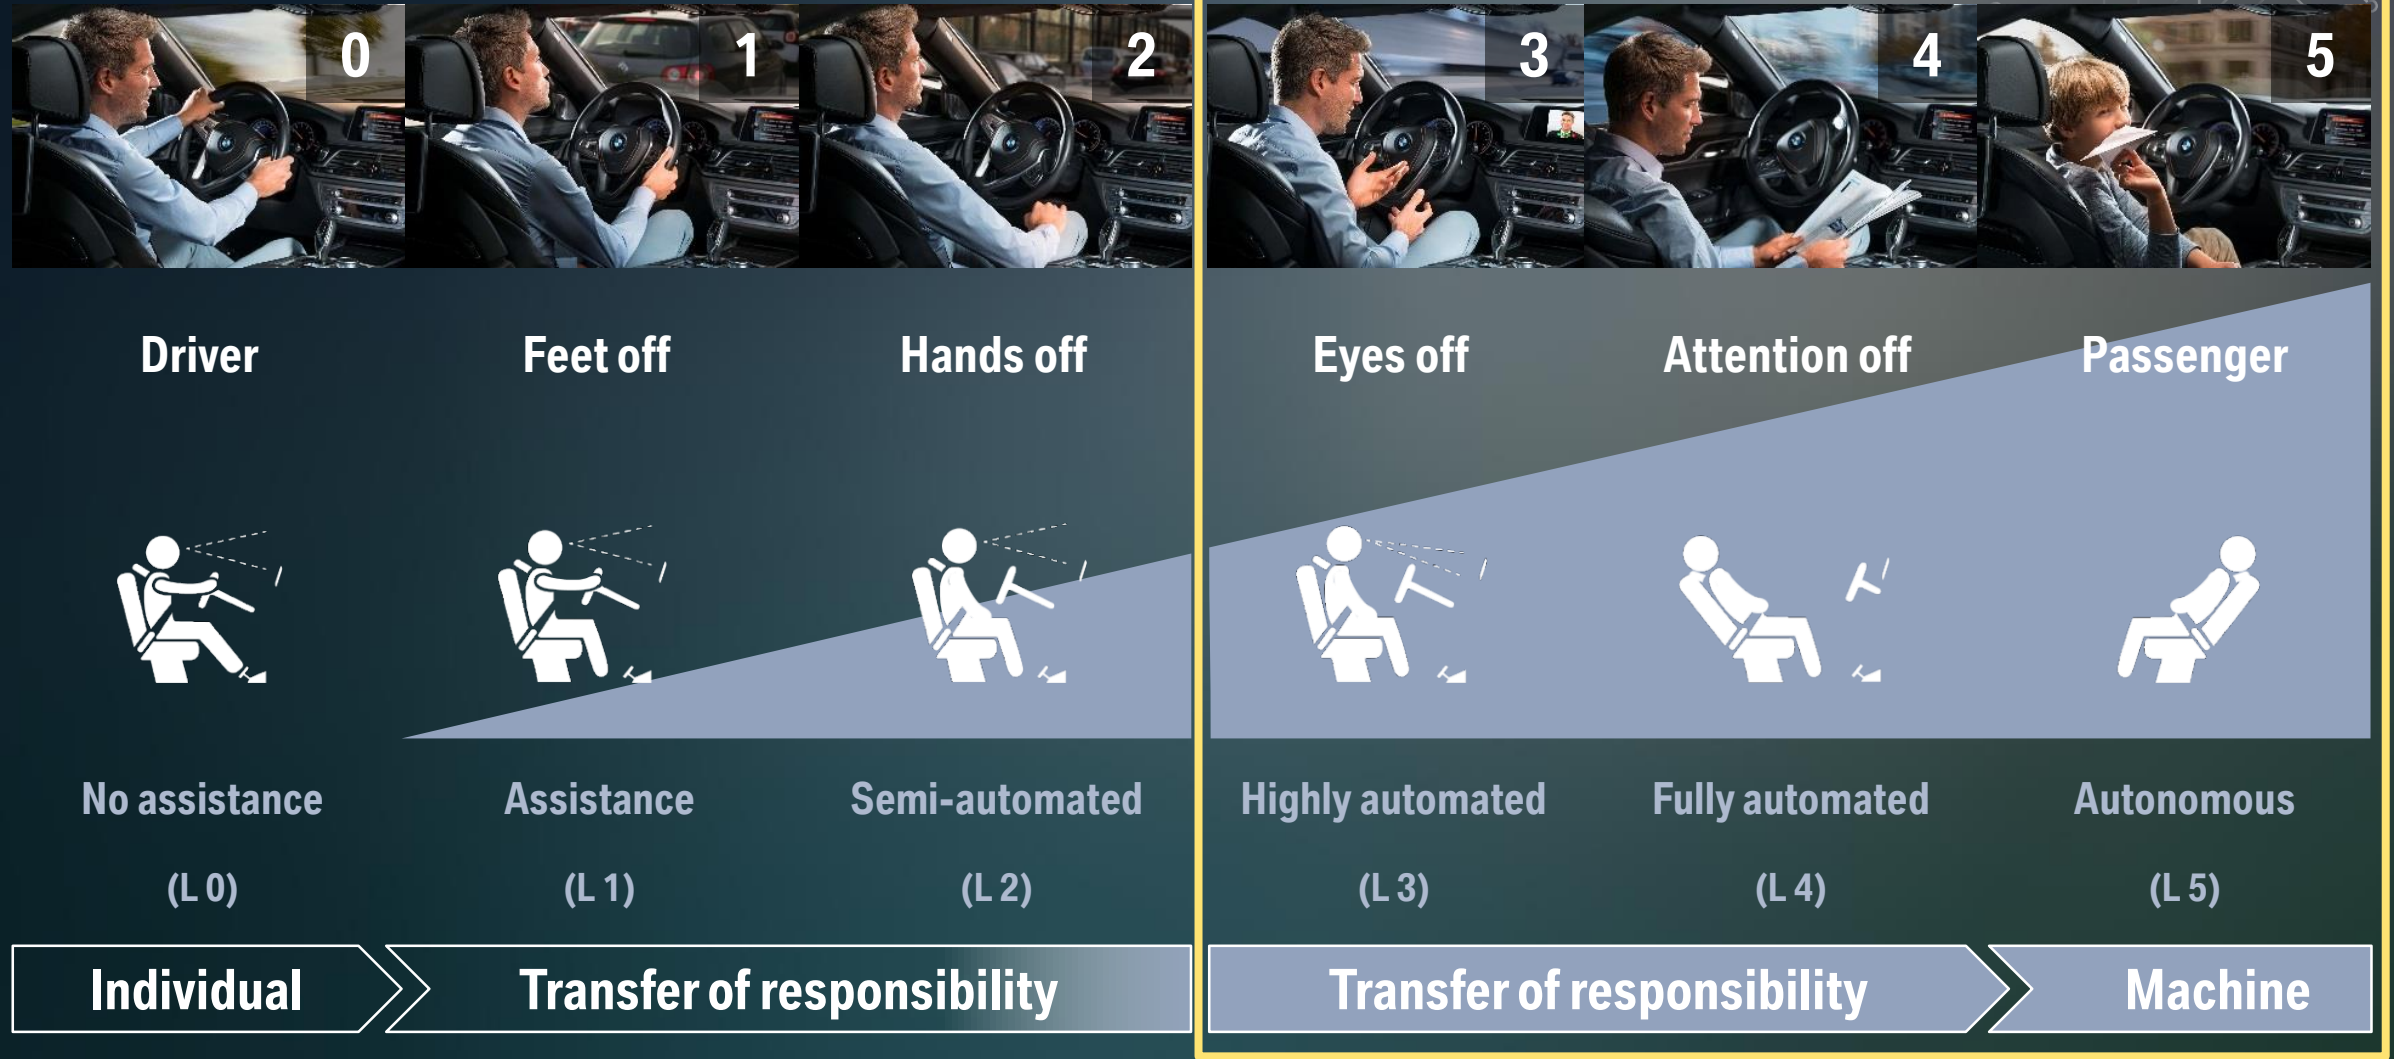 0 1 2 3 4 5
Driver Feet off Hands off Eyes off Attention off Passenger
No assistance Assistance Semi-automated Highly automated Fully automated Autonomous
(L 0) (L 1) (L 2) (L 3) (L 4) (L 5)
Individual Transfer of responsibility Transfer of responsibility Machine